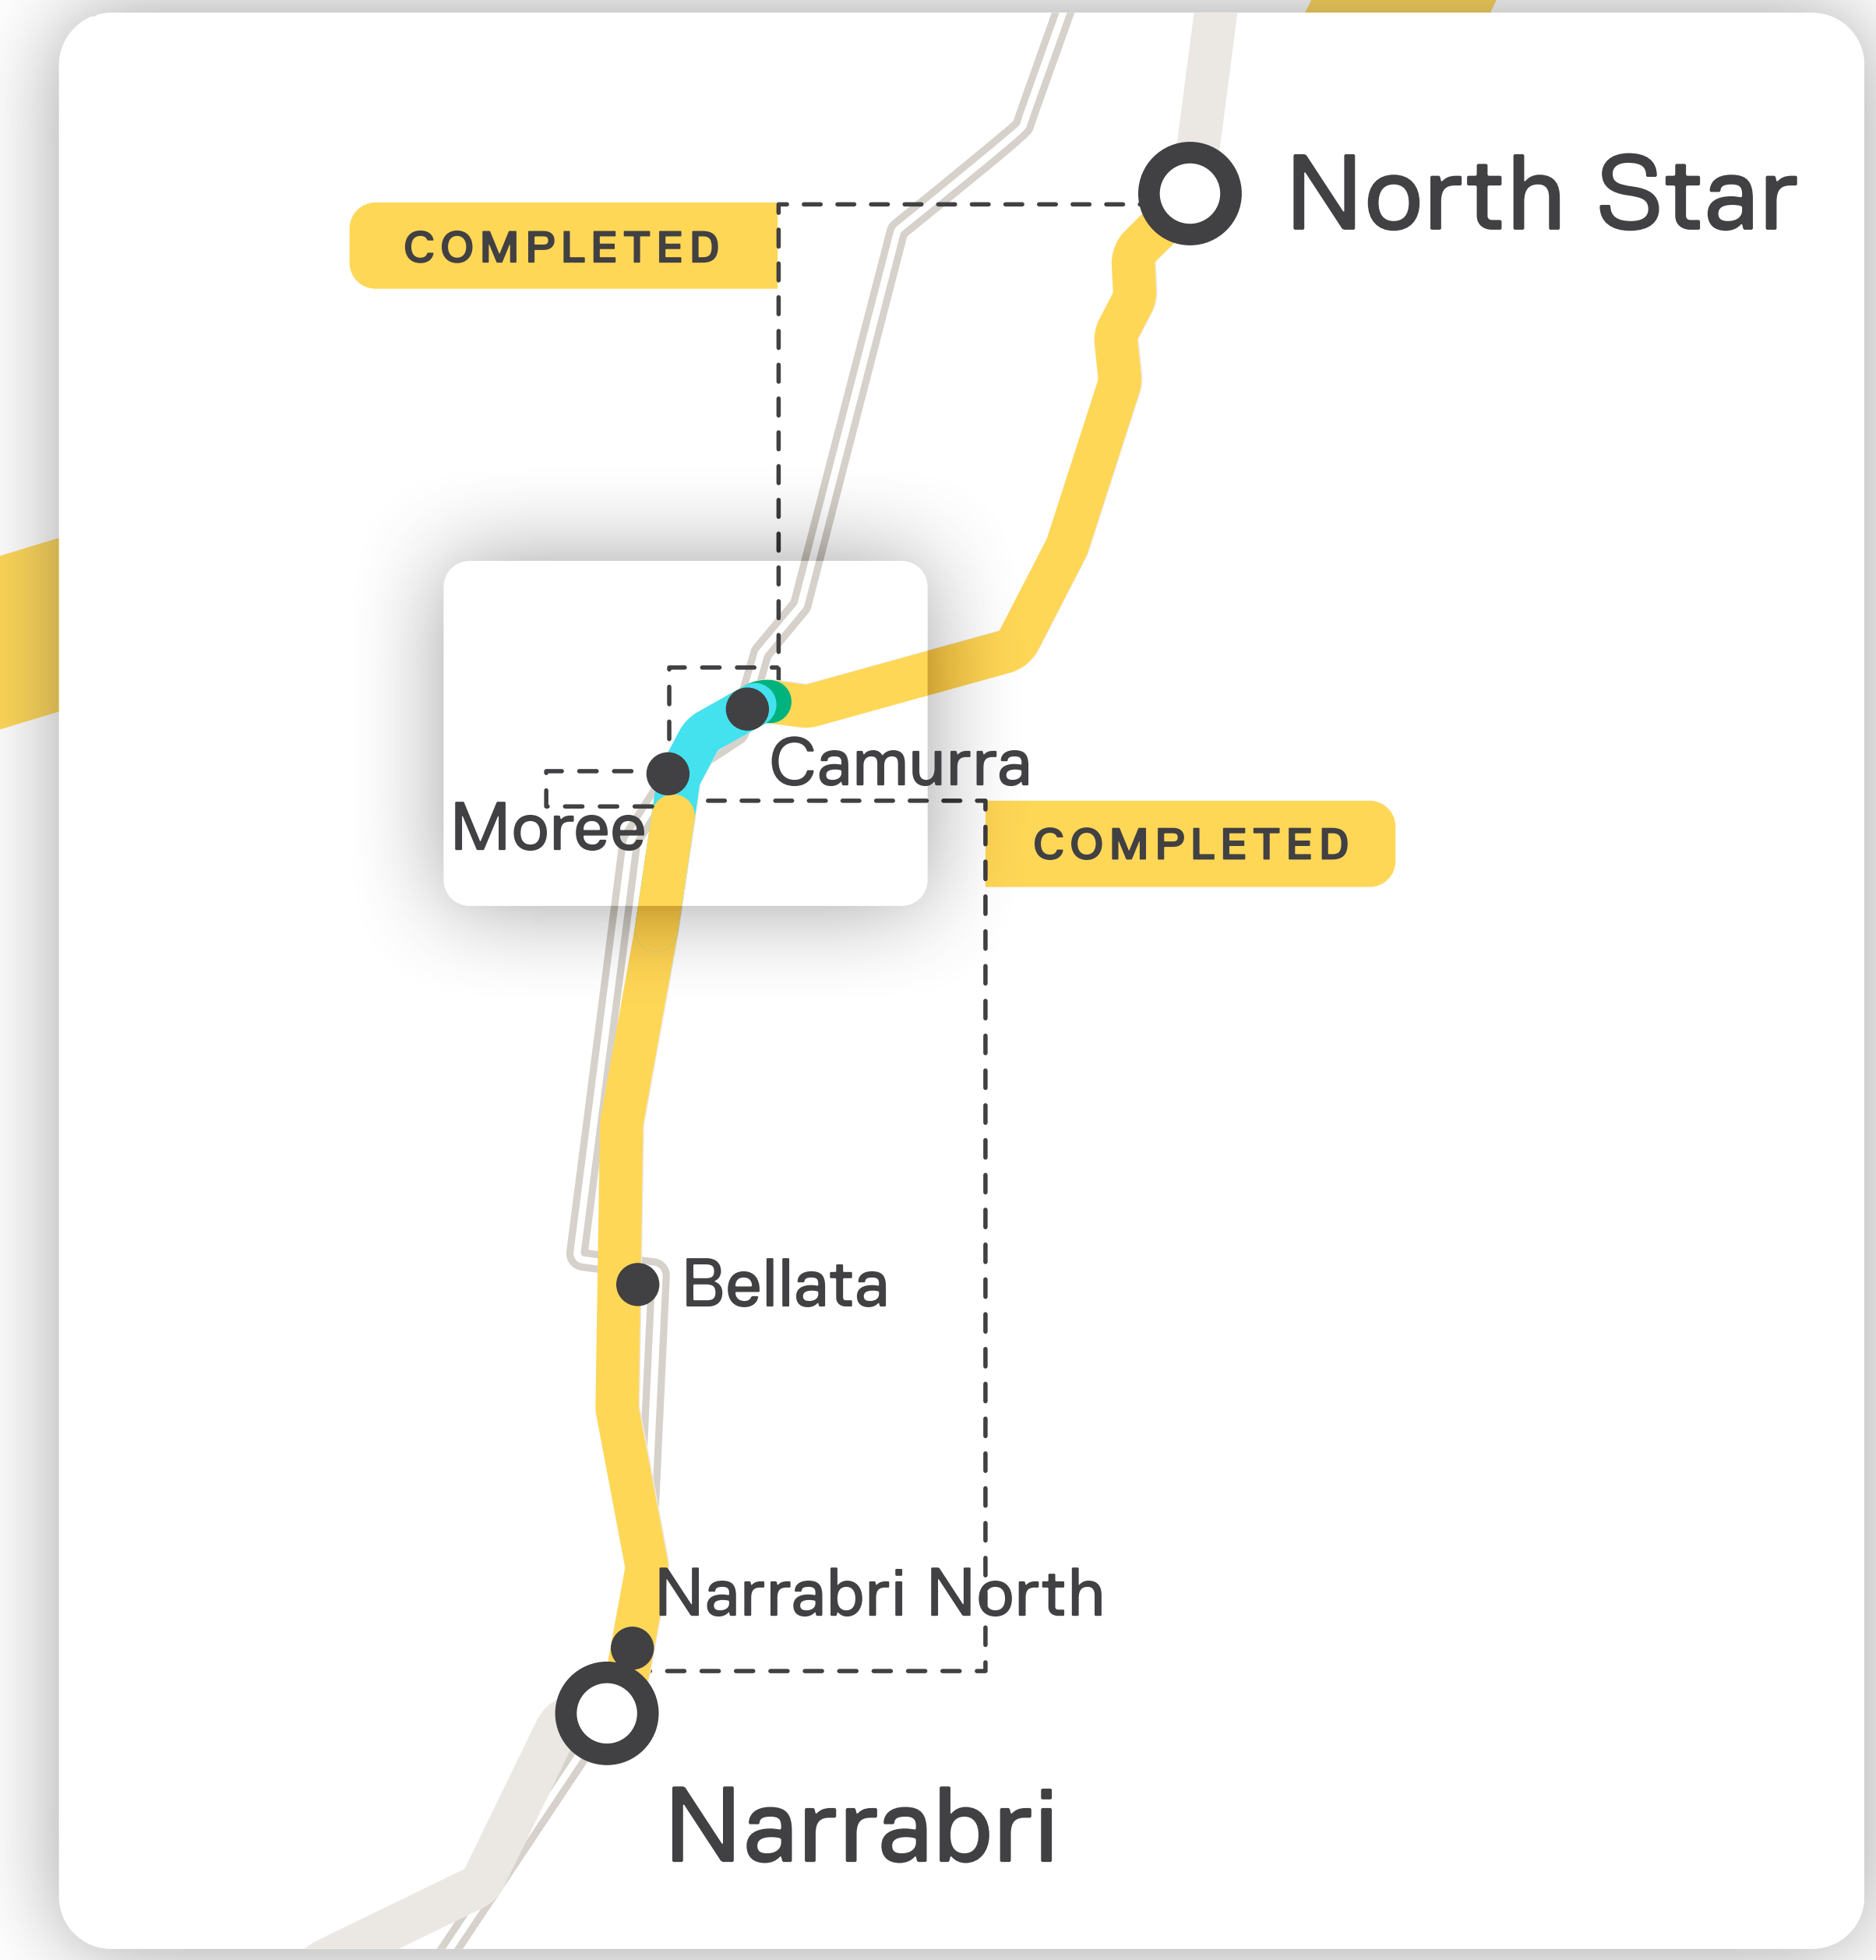 North Star
COMPLETED
Camurra
Moree
COMPLETED
Bellata
Narrabri North
Narrabri